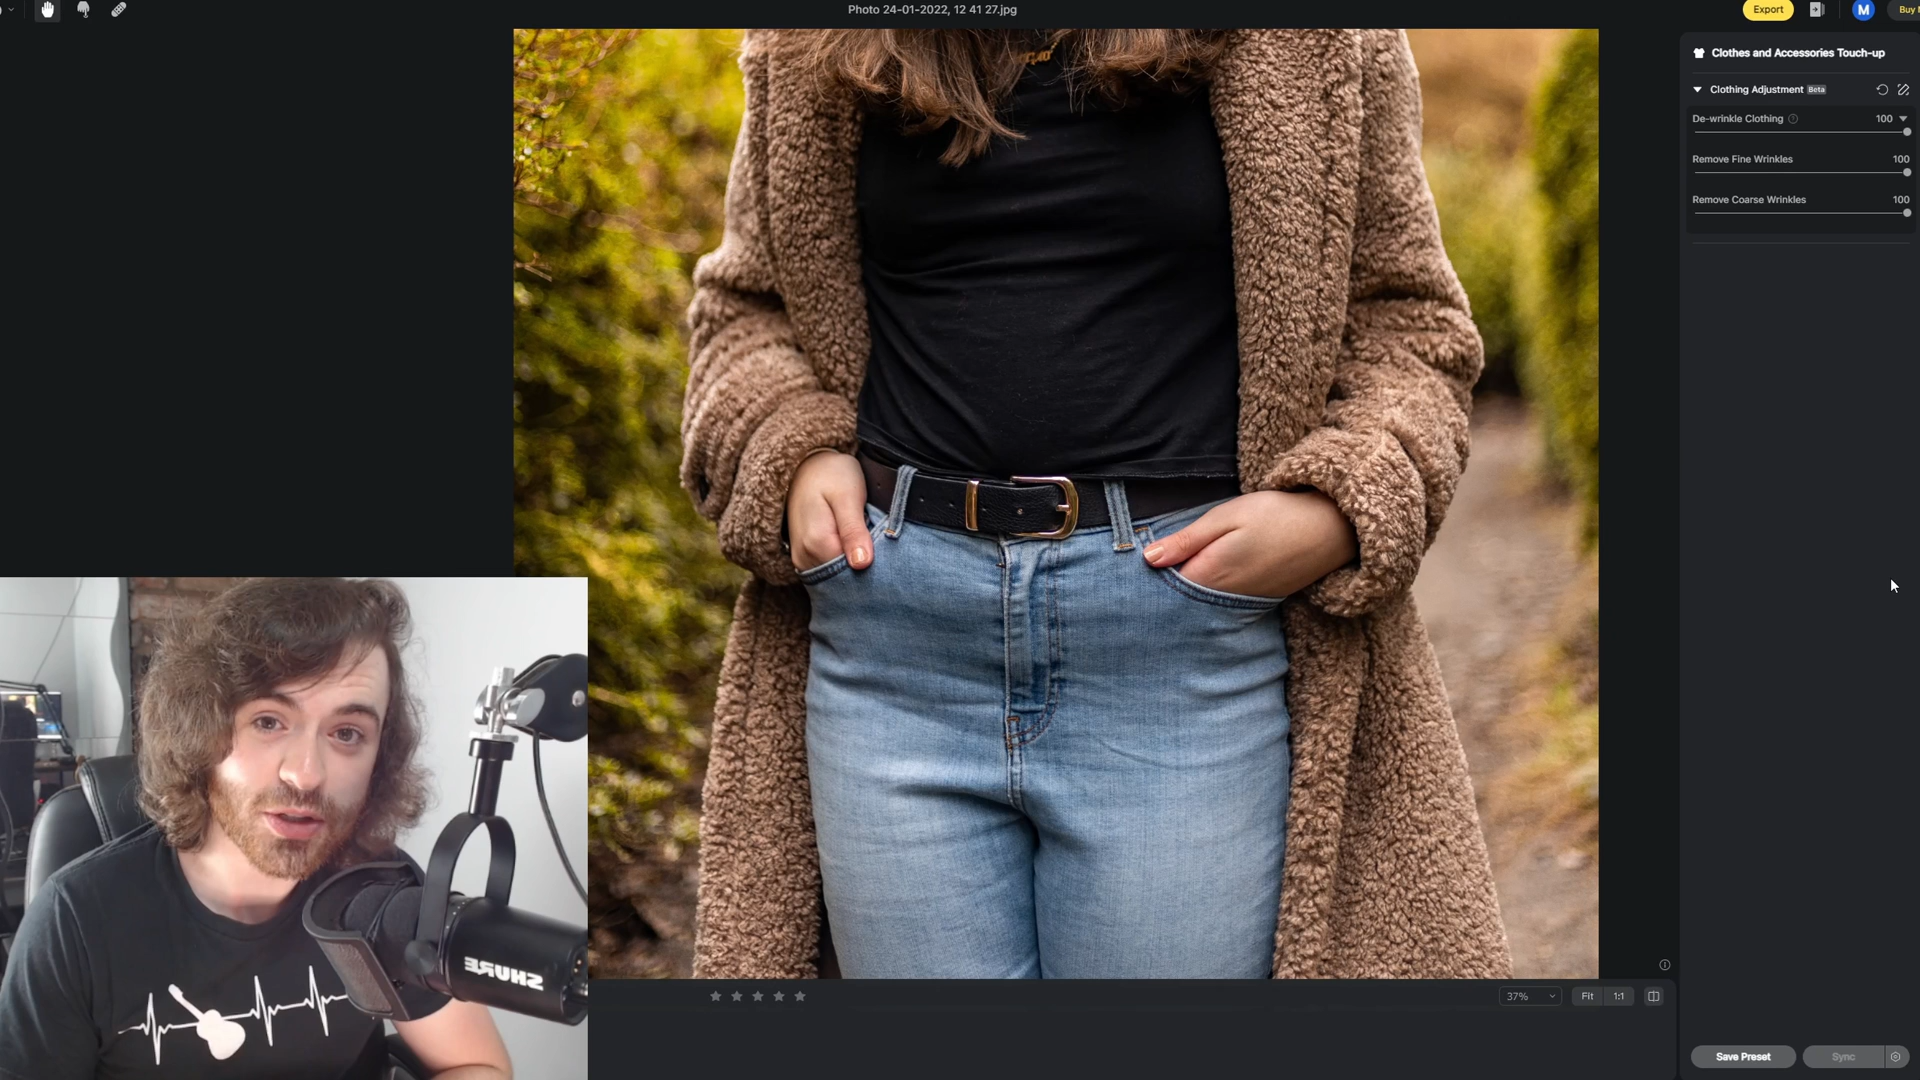 Photo 24-01-2022, 12 41 27.jpg
Export
M
Buy
Clothes and Accessories Touch-up
Clothing Adjustment Beta
De-wrinkle Clothing 100
Remove Fine Wrinkles 100
Remove Coarse Wrinkles 100
SHURE
37%
Fit
1:1
Save Preset
Sync